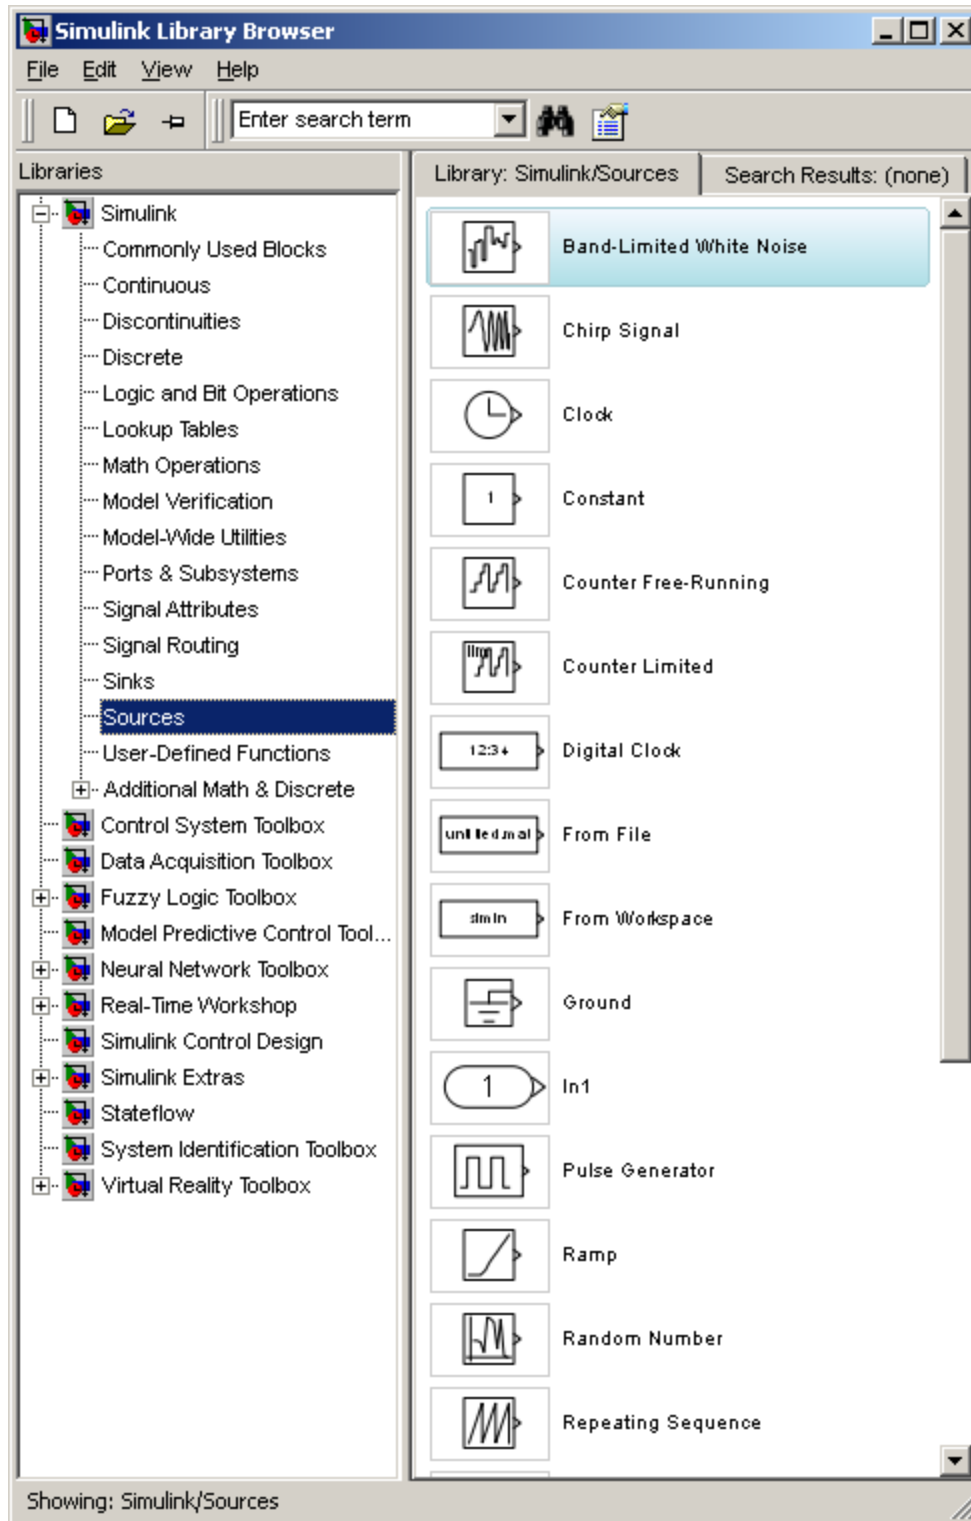 Simulink Library Browser
File Edit View Help
Enter search term
Libraries
Library: Simulink/Sources
Search Results: (none)
Simulink
Commonly Used Blocks
Continuous
Discontinuities
Discrete
Logic and Bit Operations
Lookup Tables
Math Operations
Model Verification
Model-Wide Utilities
Ports & Subsystems
Signal Attributes
Signal Routing
Sinks
Sources
User-Defined Functions
Additional Math & Discrete
Control System Toolbox
Data Acquisition Toolbox
Fuzzy Logic Toolbox
Model Predictive Control Tool...
Neural Network Toolbox
Real-Time Workshop
Simulink Control Design
Simulink Extras
Stateflow
System Identification Toolbox
Virtual Reality Toolbox
Band-Limited White Noise
Chirp Signal
Clock
1 Constant
Counter Free-Running
Counter Limited
12:34 Digital Clock
untitled.mat From File
simin From Workspace
Ground
1 In1
Pulse Generator
Ramp
Random Number
Repeating Sequence
Showing: Simulink/Sources